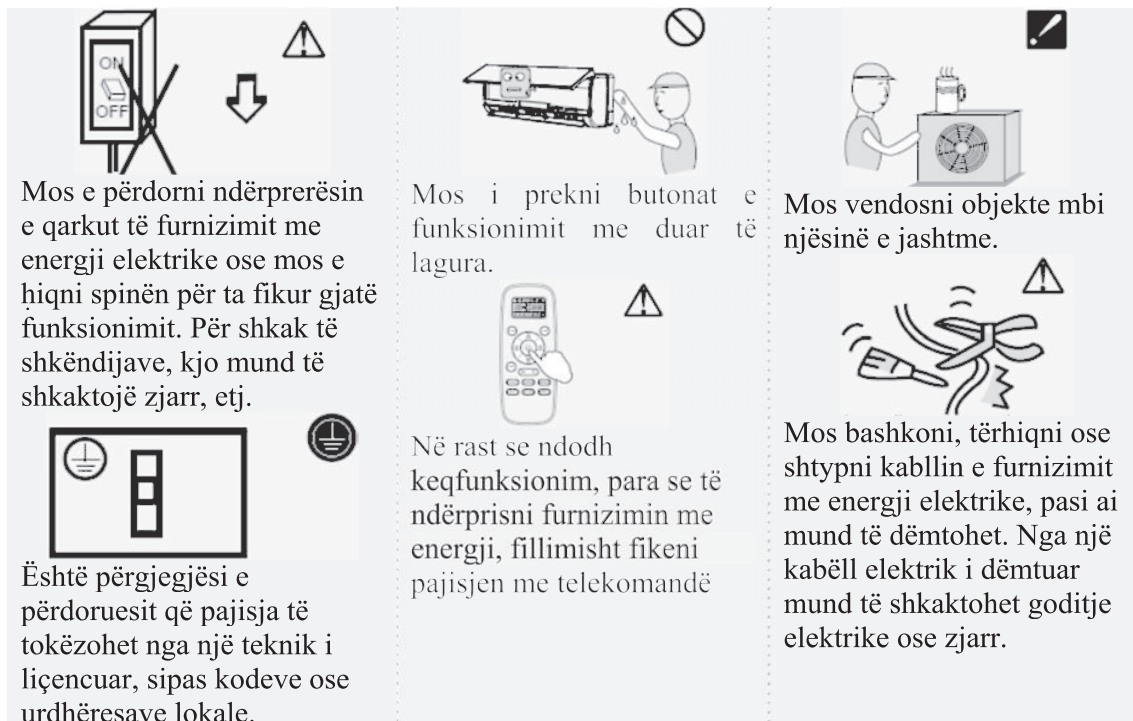 ON
OFF
Mos e përdorni ndërprerësin
e qarkut të furnizimit me
energji elektrike ose mos e
hiqni spinën për ta fikur gjatë
funksionimit. Për shkak të
shkëndijave, kjo mund të
shkaktojë zjarr, etj.
Është përgjegjësi e
përdoruesit që pajisja të
tokëzohet nga një teknik i
liçencuar, sipas kodeve ose
urdhëresave lokale.
Mos i prekni butonat e
funksionimit me duar të
lagura.
Në rast se ndodh
keqfunksionim, para se të
ndërprisni furnizimin me
energji, fillimisht fikeni
pajisjen me telekomandë
Mos vendosni objekte mbi
njësinë e jashtme.
Mos bashkoni, tërhiqni ose
shtypni kabllin e furnizimit
me energji elektrike, pasi ai
mund të dëmtohet. Nga një
kabëll elektrik i dëmtuar
mund të shkaktohet goditje
elektrike ose zjarr.